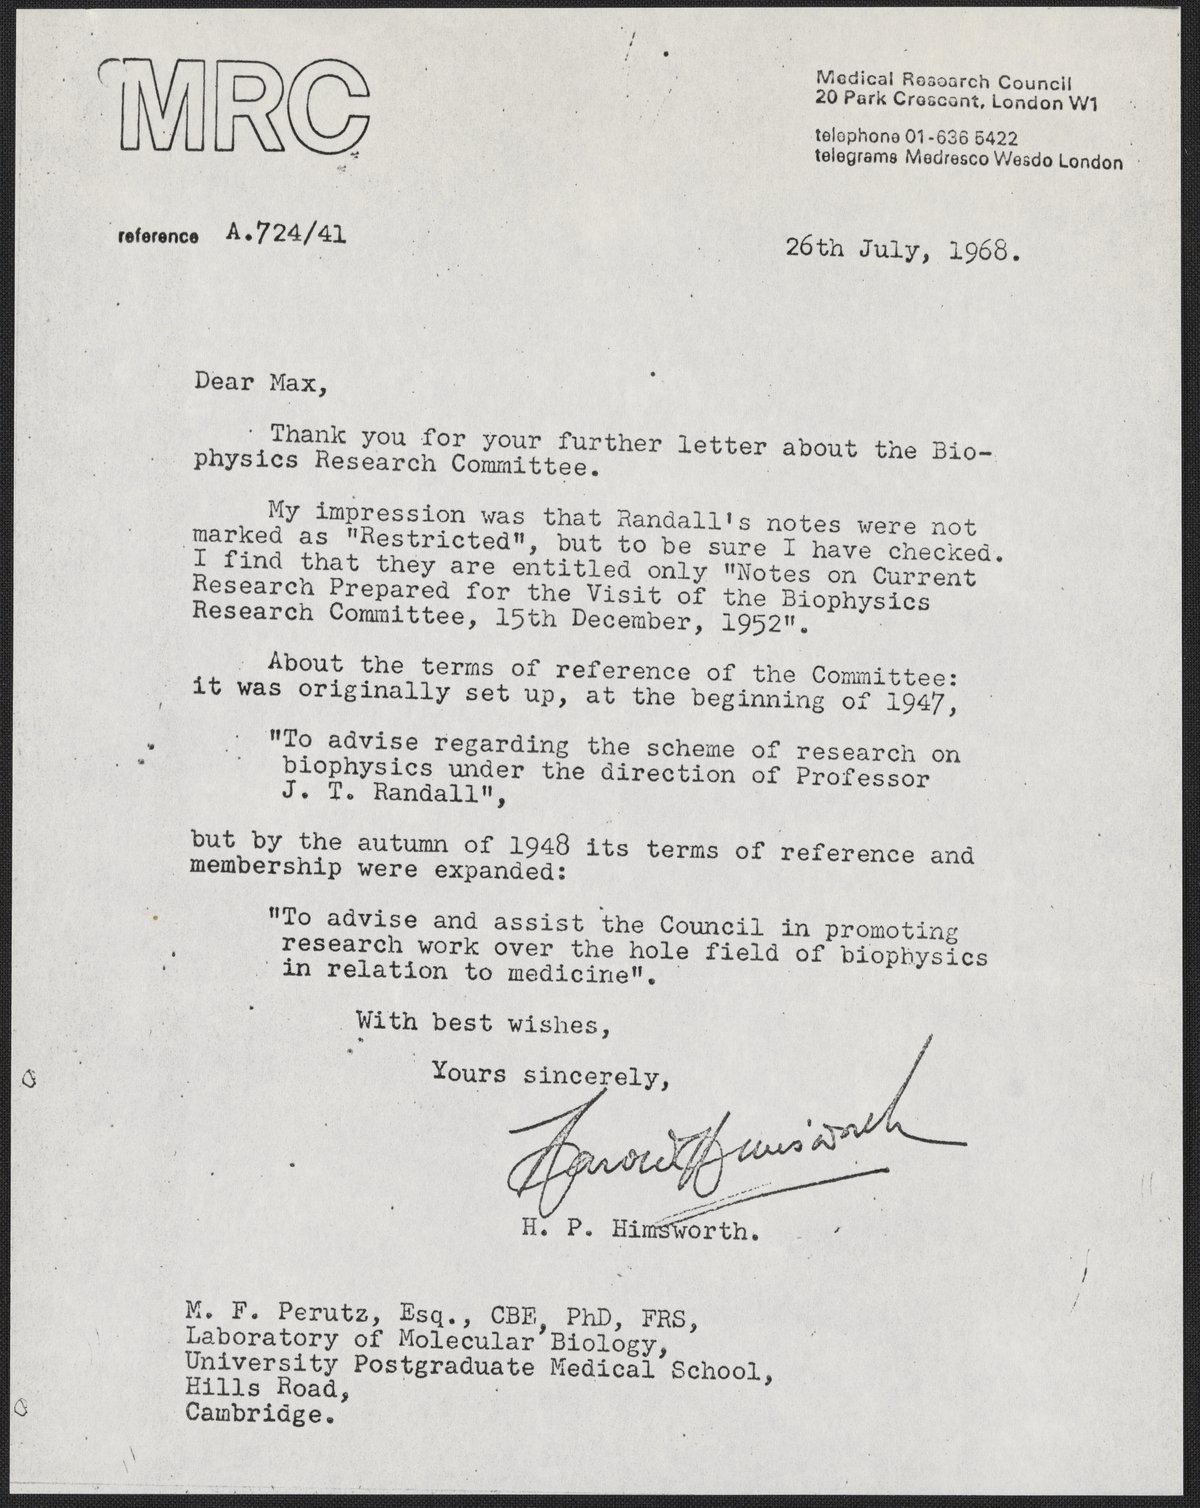 MRC
Medical Research Council
20 Park Crescent, London W1
telephone 01-636 5422
telegrams Medresco Wesdo London
reference A.724/41
26th July, 1968.
Dear Max,
Thank you for your further letter about the Bio-
physics Research Committee.
My impression was that Randall's notes were not
marked as "Restricted", but to be sure I have checked.
I find that they are entitled only "Notes on Current
Research Prepared for the Visit of the Biophysics
Research Committee, 15th December, 1952".
About the terms of reference of the Committee:
it was originally set up, at the beginning of 1947,
"To advise regarding the scheme of research on
biophysics under the direction of Professor
J. T. Randall",
but by the autumn of 1948 its terms of reference and
membership were expanded:
"To advise and assist the Council in promoting
research work over the hole field of biophysics
in relation to medicine".
With best wishes,
Yours sincerely,
Harold Himsworth
H. P. Himsworth.
M. F. Perutz, Esq., CBE, PhD, FRS,
Laboratory of Molecular Biology,
University Postgraduate Medical School,
Hills Road,
Cambridge.